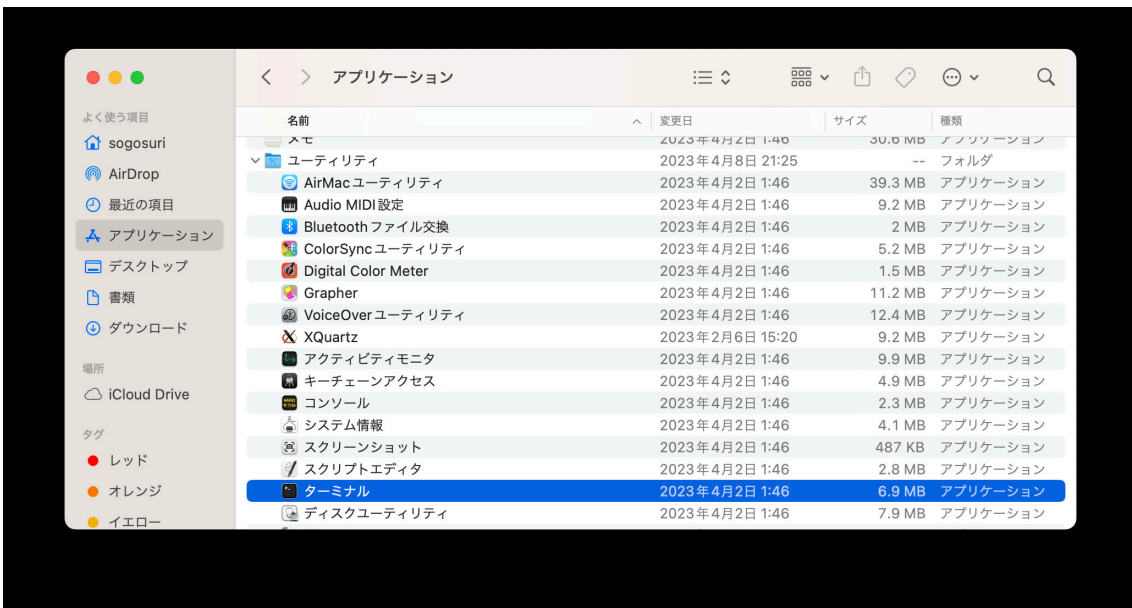 アプリケーション
よく使う項目
sogosuri
AirDrop
最近の項目
アプリケーション
デスクトップ
書類
ダウンロード
場所
iCloud Drive
タグ
レッド
オレンジ
イエロー
名前 変更日 サイズ 種類
メモ 2023年4月2日 1:46 30.6 MB アプリケーション
ユーティリティ 2023年4月8日 21:25 -- フォルダ
AirMacユーティリティ 2023年4月2日 1:46 39.3 MB アプリケーション
Audio MIDI設定 2023年4月2日 1:46 9.2 MB アプリケーション
Bluetoothファイル交換 2023年4月2日 1:46 2 MB アプリケーション
ColorSyncユーティリティ 2023年4月2日 1:46 5.2 MB アプリケーション
Digital Color Meter 2023年4月2日 1:46 1.5 MB アプリケーション
Grapher 2023年4月2日 1:46 11.2 MB アプリケーション
VoiceOverユーティリティ 2023年4月2日 1:46 12.4 MB アプリケーション
XQuartz 2023年2月6日 15:20 9.2 MB アプリケーション
アクティビティモニタ 2023年4月2日 1:46 9.9 MB アプリケーション
キーチェーンアクセス 2023年4月2日 1:46 4.9 MB アプリケーション
コンソール 2023年4月2日 1:46 2.3 MB アプリケーション
システム情報 2023年4月2日 1:46 4.1 MB アプリケーション
スクリーンショット 2023年4月2日 1:46 487 KB アプリケーション
スクリプトエディタ 2023年4月2日 1:46 2.8 MB アプリケーション
ターミナル 2023年4月2日 1:46 6.9 MB アプリケーション
ディスクユーティリティ 2023年4月2日 1:46 7.9 MB アプリケーション